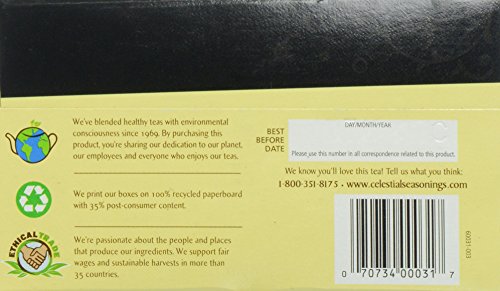 We've blended healthy teas with environmental
consciousness since 1969. By purchasing this
product, you're sharing our dedication to our planet,
our employees and everyone who enjoys our teas.
We print our boxes on 100% recycled paperboard
with 35% post-consumer content.
ETHICAL TRADE
We're passionate about the people and places
that produce our ingredients. We support fair
wages and sustainable harvests in more than
35 countries.
BEST
BEFORE
DATE
DAY/MONTH/YEAR
Please use this number in all correspondence related to this product.
We know you'll love this tea! Tell us what you think:
1-800-351-8175 • www.celestialseasonings.com
0 70734 00031 7
60031-003